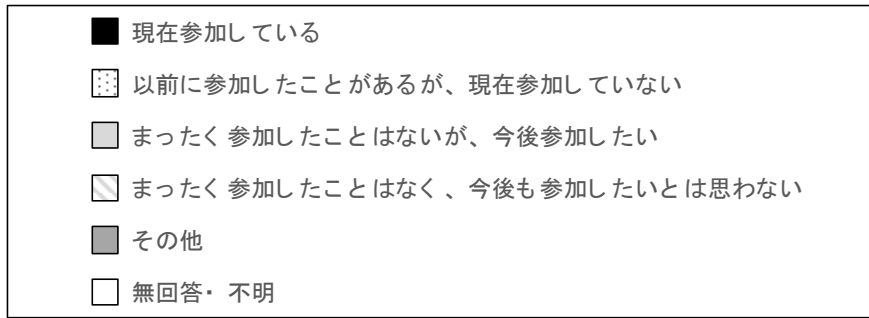 現在参加している
以前に参加したことがあるが、現在参加していない
まったく参加したことはないが、今後参加したい
まったく参加したことはなく、今後も参加したいとは思わない
その他
無回答・不明